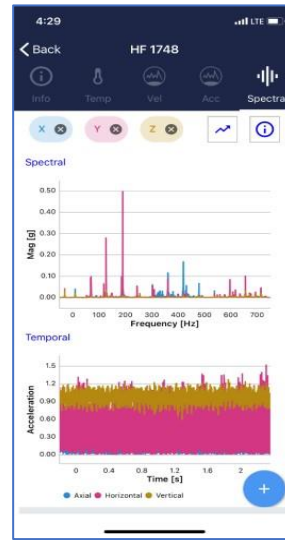 4:29 LTE
Back HF 1748
Info Temp Vel Acc Spectra
X Y Z
Spectral
0.50
0.40
0.30
0.20
0.10
0.00
Mag [g]
0 100 200 300 400 500 600 700
Frequency [Hz]
Temporal
1.5
1.2
0.90
0.60
0.30
0.00
Acceleration
0 0.4 0.8 1.2 1.6 2
Time [s]
Axial Horizontal Vertical
+